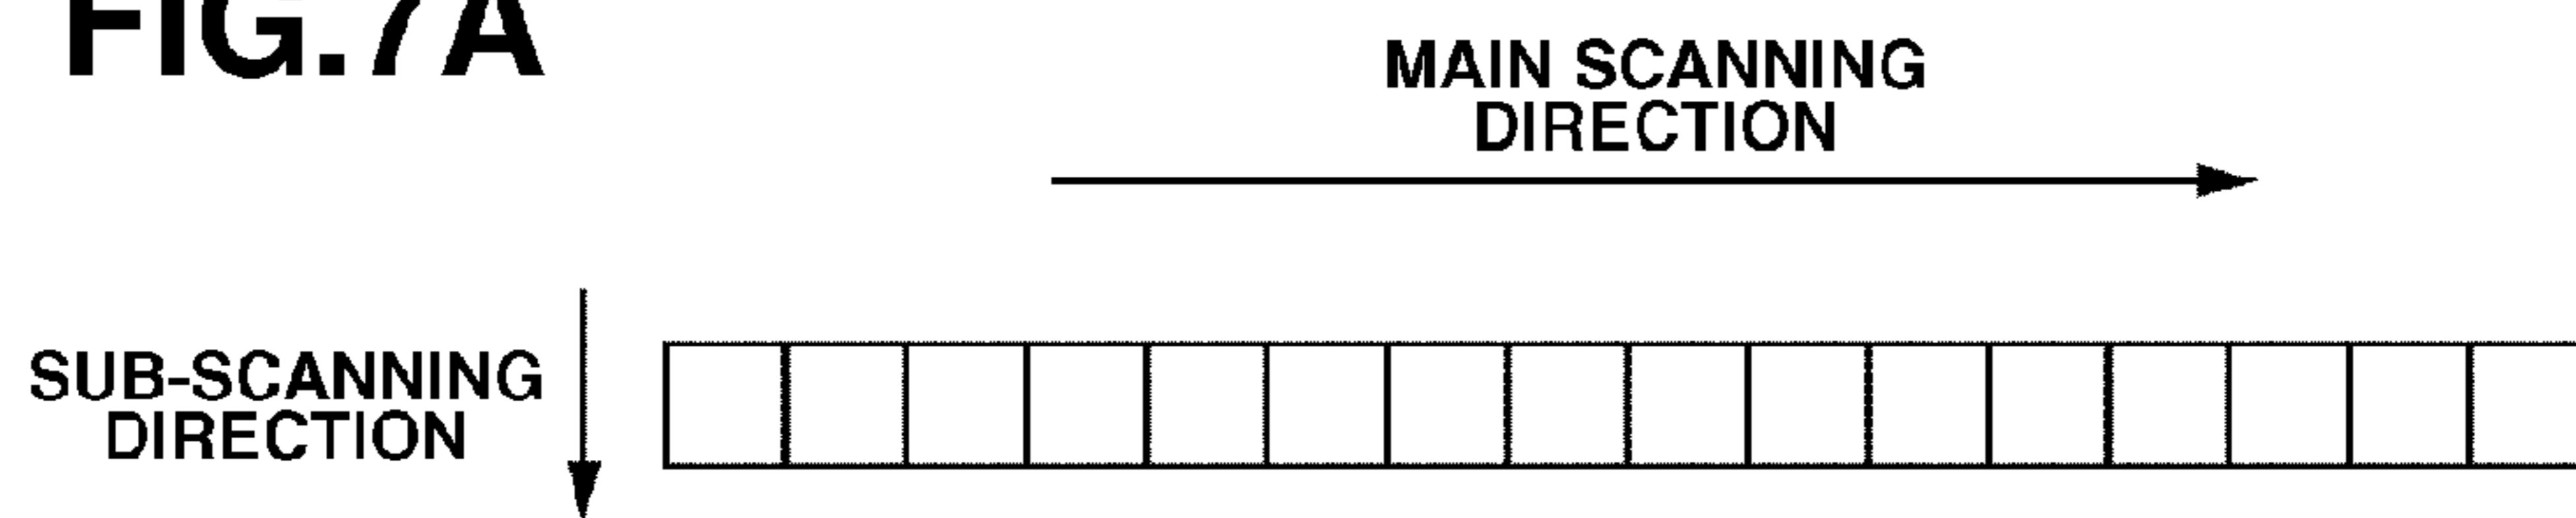 FIG.7A
MAIN SCANNING
DIRECTION
SUB-SCANNING
DIRECTION